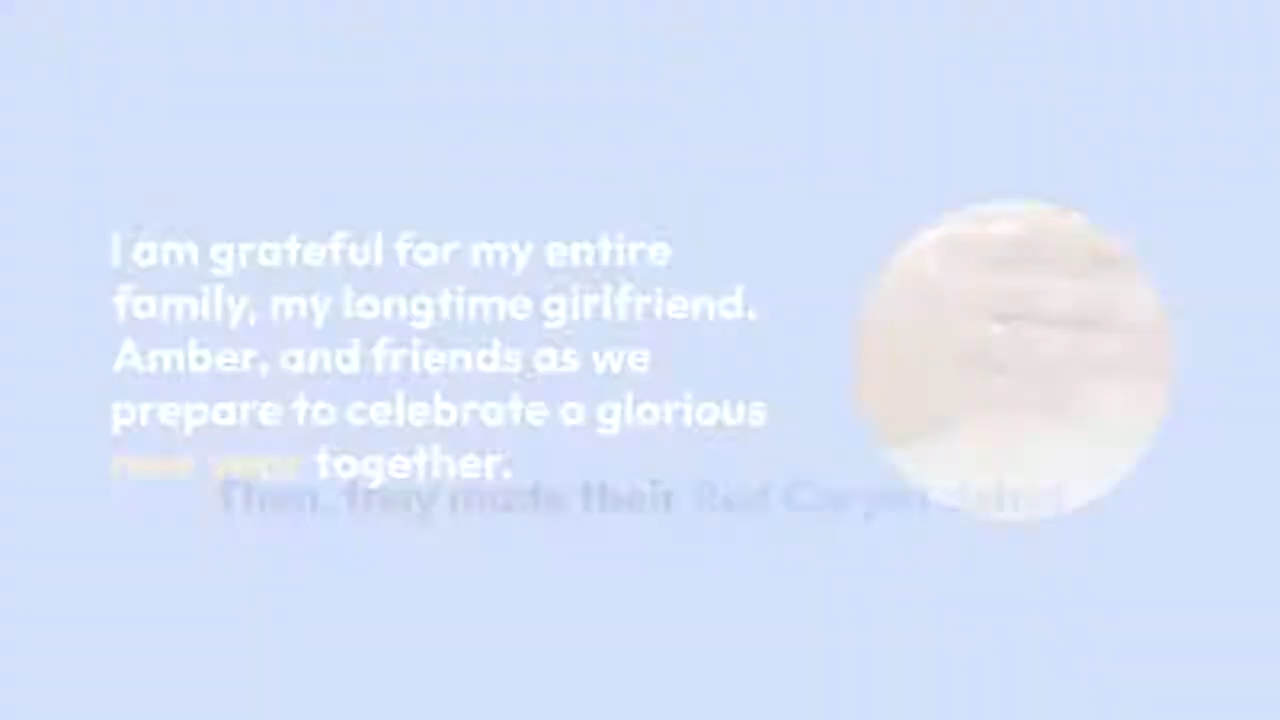 I am grateful for my entire
family, my longtime girlfriend.
Amber, and friends as we
prepare to celebrate a glorious
new year together.
Then, they made their Red Carpet debut